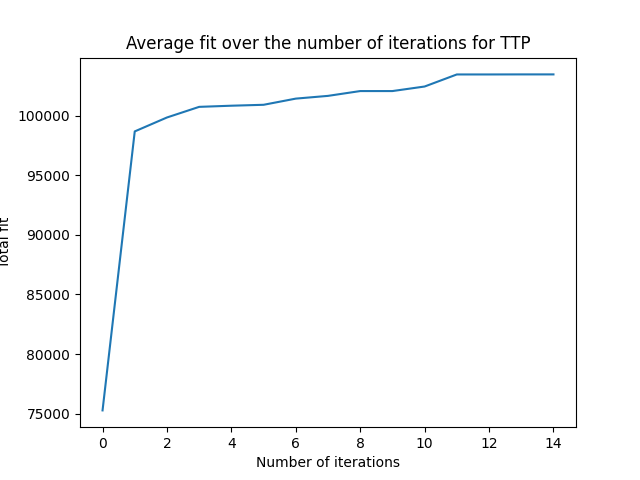 Average fit over the number of iterations for TTP
100000
95000
90000
85000
80000
75000
Total fit
0 2 4 6 8 10 12 14
Number of iterations